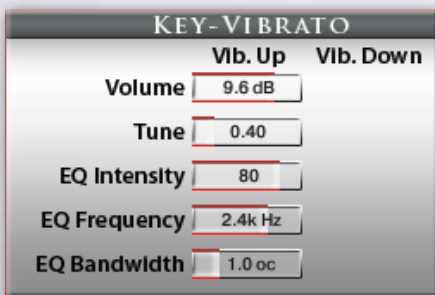 KEY-VIBRATO
Vib. Up Vib. Down
Volume 9.6 dB
Tune 0.40
EQ Intensity 80
EQ Frequency 2.4k Hz
EQ Bandwidth 1.0 oc